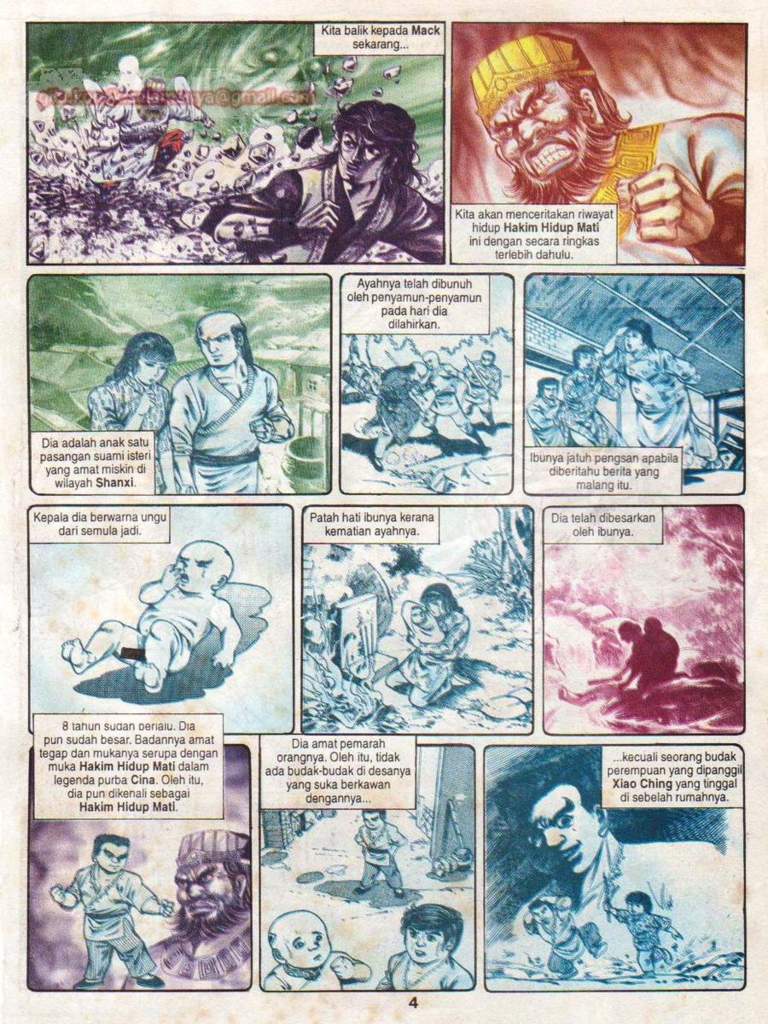 Kita balik kepada Mack
sekarang...
Kita akan menceritakan riwayat
hidup Hakim Hidup Mati
ini dengan secara ringkas
terlebih dahulu.
Dia adalah anak satu
pasangan suami isteri
yang amat miskin di
wilayah Shanxi.
Ayahnya telah dibunuh
oleh penyamun-penyamun
pada hari dia
dilahirkan.
Ibunya jatuh pengsan apabila
diberitahu berita yang
malang itu.
Kepala dia berwarna ungu
dari semula jadi.
Patah hati ibunya kerana
kematian ayahnya.
Dia telah dibesarkan
oleh ibunya.
8 tahun sudah berlalu. Dia
pun sudah besar. Badannya amat
tegap dan mukanya serupa dengan
muka Hakim Hidup Mati dalam
legenda purba Cina. Oleh itu,
dia pun dikenali sebagai
Hakim Hidup Mati.
Dia amat pemarah
orangnya. Oleh itu, tidak
ada budak-budak di desanya
yang suka berkawan
dengannya...
...kecuali seorang budak
perempuan yang dipanggil
Xiao Ching yang tinggal
di sebelah rumahnya.
4